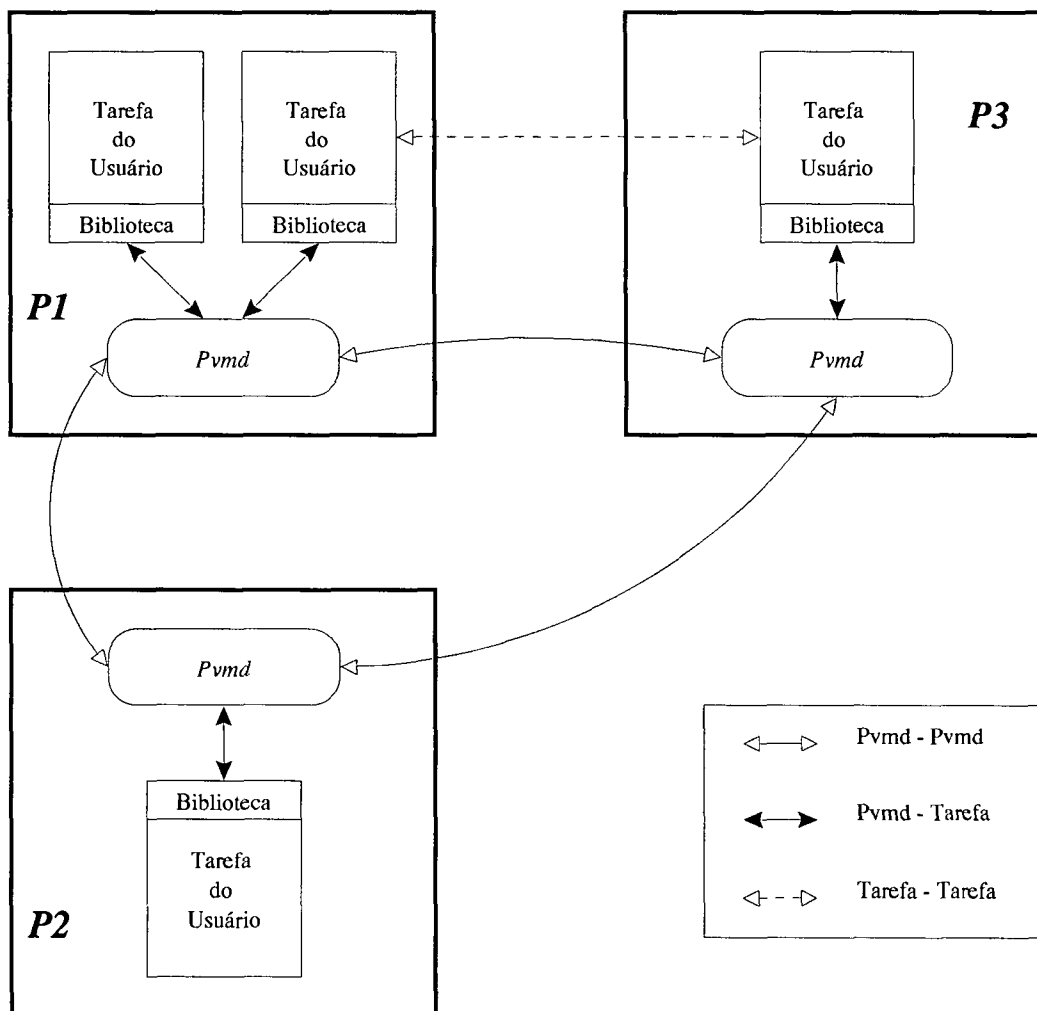 Tarefa
do
Usuário
Biblioteca
Tarefa
do
Usuário
Biblioteca
P1
Pvmd
Tarefa
do
Usuário
Biblioteca
P3
Pvmd
Pvmd
Biblioteca
Tarefa
do
Usuário
P2
Pvmd - Pvmd
Pvmd - Tarefa
Tarefa - Tarefa